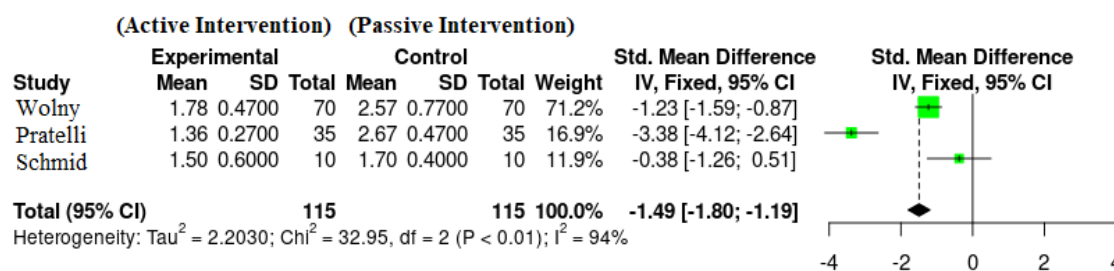 (Active Intervention) (Passive Intervention)
Experimental Control Std. Mean Difference Std. Mean Difference
Study Mean SD Total Mean SD Total Weight IV, Fixed, 95% CI IV, Fixed, 95% CI
Wolny 1.78 0.4700 70 2.57 0.7700 70 71.2% -1.23 [-1.59; -0.87]
Pratelli 1.36 0.2700 35 2.67 0.4700 35 16.9% -3.38 [-4.12; -2.64]
Schmid 1.50 0.6000 10 1.70 0.4000 10 11.9% -0.38 [-1.26; 0.51]
Total (95% CI) 115 115 100.0% -1.49 [-1.80; -1.19]
Heterogeneity: Tau² = 2.2030; Chi² = 32.95, df = 2 (P < 0.01); I² = 94%
-4 -2 0 2